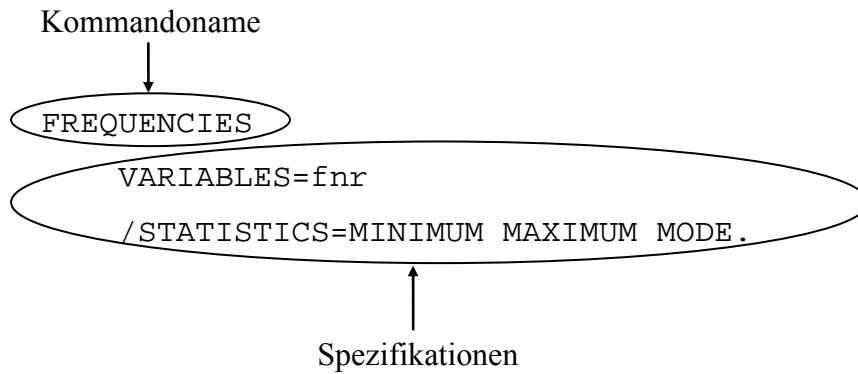 Kommandoname
FREQUENCIES
VARIABLES=fnr
/STATISTICS=MINIMUM MAXIMUM MODE.
Spezifikationen